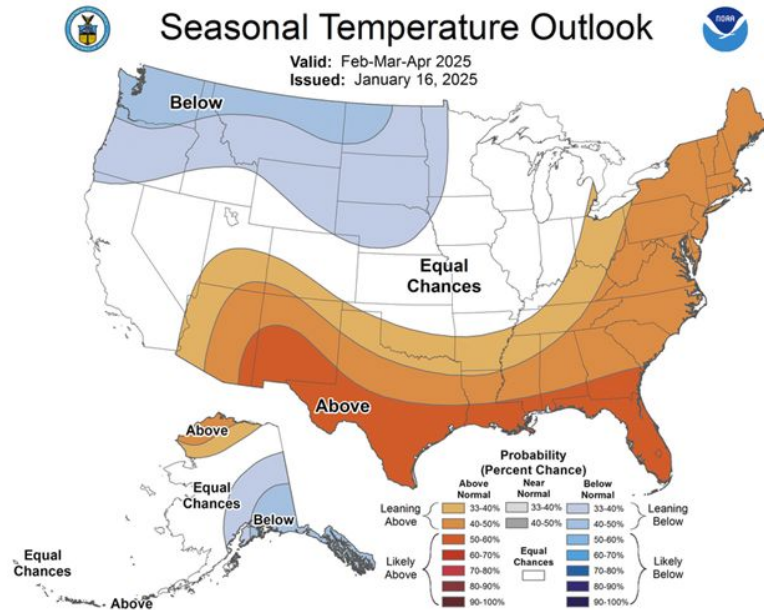 Seasonal Temperature Outlook
NOAA
Valid: Feb-Mar-Apr 2025
Issued: January 16, 2025
Below
Equal
Chances
Above
Above
Equal
Chances
Below
Equal
Chances
Above
Probability
(Percent Chance)
Above
Normal
Near
Normal
Below
Normal
Leaning
Above
33-40%
40-50%
33-40%
40-50%
33-40%
40-50%
Leaning
Below
Likely
Above
50-60%
60-70%
70-80%
80-90%
90-100%
Equal
Chances
50-60%
60-70%
70-80%
80-90%
90-100%
Likely
Below